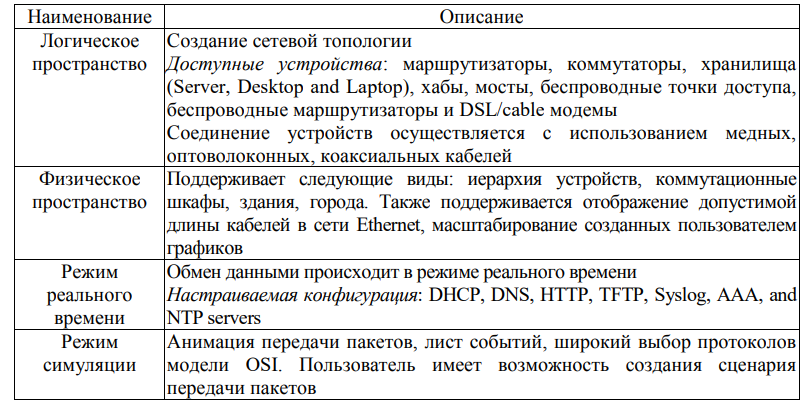 Наименование Описание
Логическое пространство
Создание сетевой топологии
Доступные устройства: маршрутизаторы, коммутаторы, хранилища
(Server, Desktop and Laptop), хабы, мосты, беспроводные точки доступа,
беспроводные маршрутизаторы и DSL/cable модемы
Соединение устройств осуществляется с использованием медных,
оптоволоконных, коаксиальных кабелей
Физическое
пространство
Поддерживает следующие виды: иерархия устройств, коммутационные
шкафы, здания, города. Также поддерживается отображение допустимой
длины кабелей в сети Ethernet, масштабирование созданных пользователем
графиков
Режим
реального
времени
Обмен данными происходит в режиме реального времени
Настраиваемая конфигурация: DHCP, DNS, HTTP, TFTP, Syslog, AAA, and
NTP servers
Режим
симуляции
Анимация передачи пакетов, лист событий, широкий выбор протоколов
модели OSI. Пользователь имеет возможность создания сценария
передачи пакетов